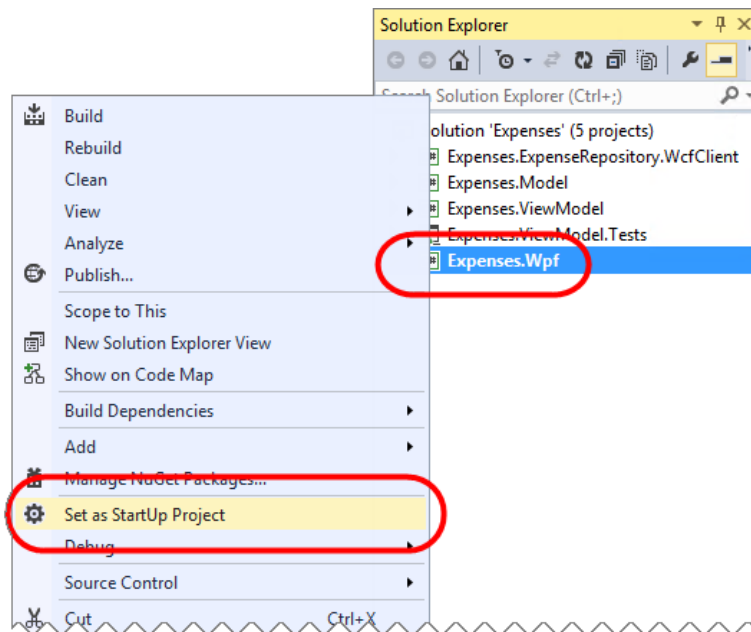 Solution Explorer
Search Solution Explorer (Ctrl+;)
olution 'Expenses' (5 projects)
Expenses.ExpenseRepository.WcfClient
Expenses.Model
Expenses.ViewModel
Expenses.ViewModel.Tests
Expenses.Wpf
Build
Rebuild
Clean
View
Analyze
Publish...
Scope to This
New Solution Explorer View
Show on Code Map
Build Dependencies
Add
Manage NuGet Packages...
Set as StartUp Project
Debug
Source Control
Cut Ctrl+X